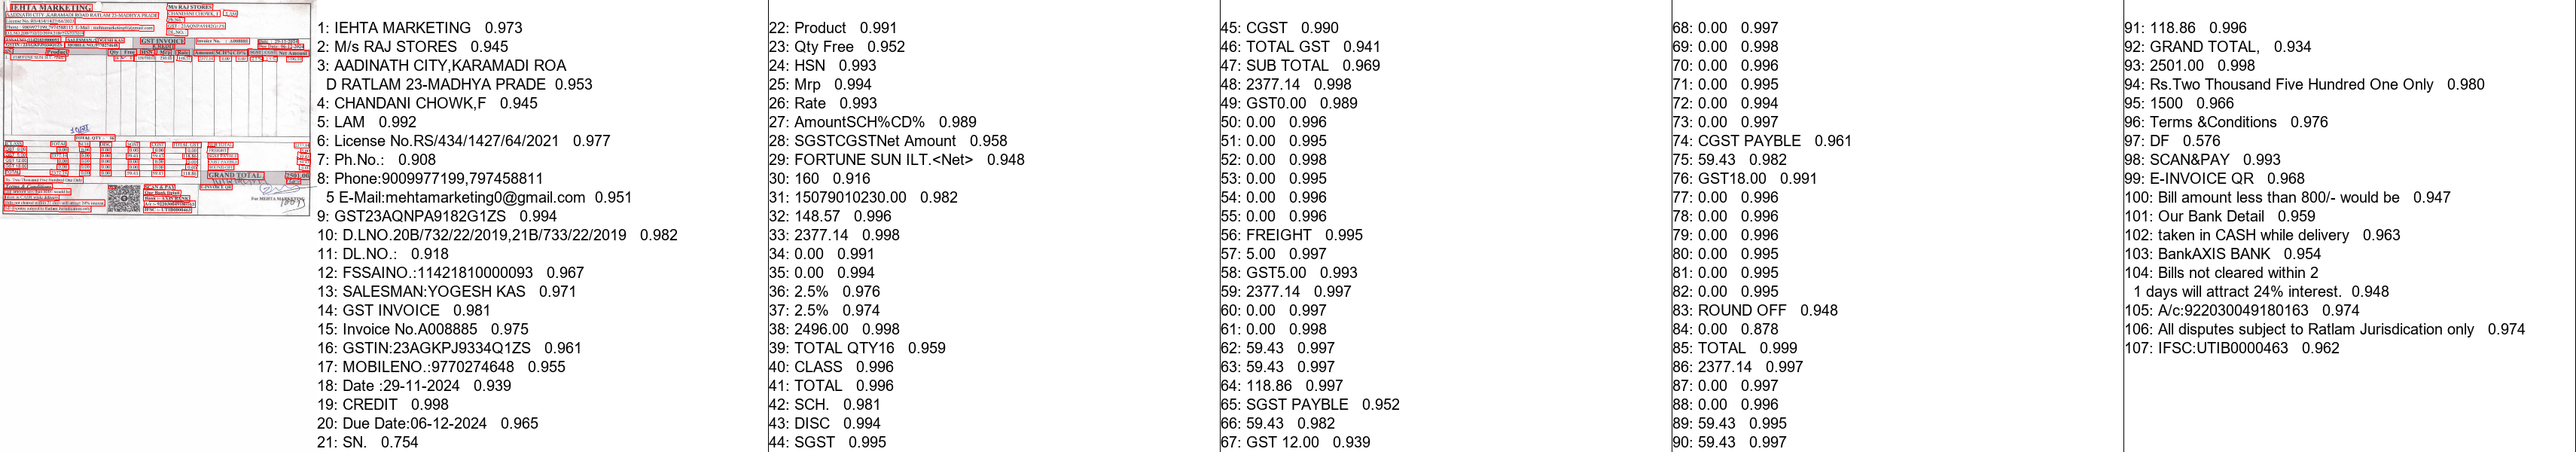 1: IEHTA MARKETING 0.973
2: M/s RAJ STORES 0.945
3: AADINATH CITY,KARAMADI ROA
D RATLAM 23-MADHYA PRADE 0.953
4: CHANDANI CHOWK,F 0.945
5: LAM 0.992
6: License No.RS/434/1427/64/2021 0.977
7: Ph.No.: 0.908
8: Phone:9009977199,797458811
5 E-Mail:mehtamarketing0@gmail.com 0.951
9: GST23AQNPA9182G1ZS 0.994
10: D.LNO.20B/732/22/2019,21B/733/22/2019 0.982
11: DL.NO.: 0.918
12: FSSAINO.:11421810000093 0.967
13: SALESMAN:YOGESH KAS 0.971
14: GST INVOICE 0.981
15: Invoice No.A008885 0.975
16: GSTIN:23AGKPJ9334Q1ZS 0.961
17: MOBILENO.:9770274648 0.955
18: Date :29-11-2024 0.939
19: CREDIT 0.998
20: Due Date:06-12-2024 0.965
21: SN. 0.754
22: Product 0.991
23: Qty Free 0.952
24: HSN 0.993
25: Mrp 0.994
26: Rate 0.993
27: AmountSCH%CD% 0.989
28: SGSTCGSTNet Amount 0.958
29: FORTUNE SUN ILT.<Net> 0.948
30: 160 0.916
31: 15079010230.00 0.982
32: 148.57 0.996
33: 2377.14 0.998
34: 0.00 0.991
35: 0.00 0.994
36: 2.5% 0.976
37: 2.5% 0.974
38: 2496.00 0.998
39: TOTAL QTY16 0.959
40: CLASS 0.996
41: TOTAL 0.996
42: SCH. 0.981
43: DISC 0.994
44: SGST 0.995
45: CGST 0.990
46: TOTAL GST 0.941
47: SUB TOTAL 0.969
48: 2377.14 0.998
49: GST0.00 0.989
50: 0.00 0.996
51: 0.00 0.995
52: 0.00 0.998
53: 0.00 0.995
54: 0.00 0.996
55: 0.00 0.996
56: FREIGHT 0.995
57: 5.00 0.997
58: GST5.00 0.993
59: 2377.14 0.997
60: 0.00 0.997
61: 0.00 0.998
62: 59.43 0.997
63: 59.43 0.997
64: 118.86 0.997
65: SGST PAYBLE 0.952
66: 59.43 0.982
67: GST 12.00 0.939
68: 0.00 0.997
69: 0.00 0.998
70: 0.00 0.996
71: 0.00 0.995
72: 0.00 0.994
73: 0.00 0.997
74: CGST PAYBLE 0.961
75: 59.43 0.982
76: GST18.00 0.991
77: 0.00 0.996
78: 0.00 0.996
79: 0.00 0.996
80: 0.00 0.995
81: 0.00 0.995
82: 0.00 0.995
83: ROUND OFF 0.948
84: 0.00 0.878
85: TOTAL 0.999
86: 2377.14 0.997
87: 0.00 0.997
88: 0.00 0.996
89: 59.43 0.995
90: 59.43 0.997
91: 118.86 0.996
92: GRAND TOTAL, 0.934
93: 2501.00 0.998
94: Rs.Two Thousand Five Hundred One Only 0.980
95: 1500 0.966
96: Terms &Conditions 0.976
97: DF 0.576
98: SCAN&PAY 0.993
99: E-INVOICE QR 0.968
100: Bill amount less than 800/- would be 0.947
101: Our Bank Detail 0.959
102: taken in CASH while delivery 0.963
103: BankAXIS BANK 0.954
104: Bills not cleared within 2
1 days will attract 24% interest. 0.948
105: A/c:922030049180163 0.974
106: All disputes subject to Ratlam Jurisdication only 0.974
107: IFSC:UTIB0000463 0.962